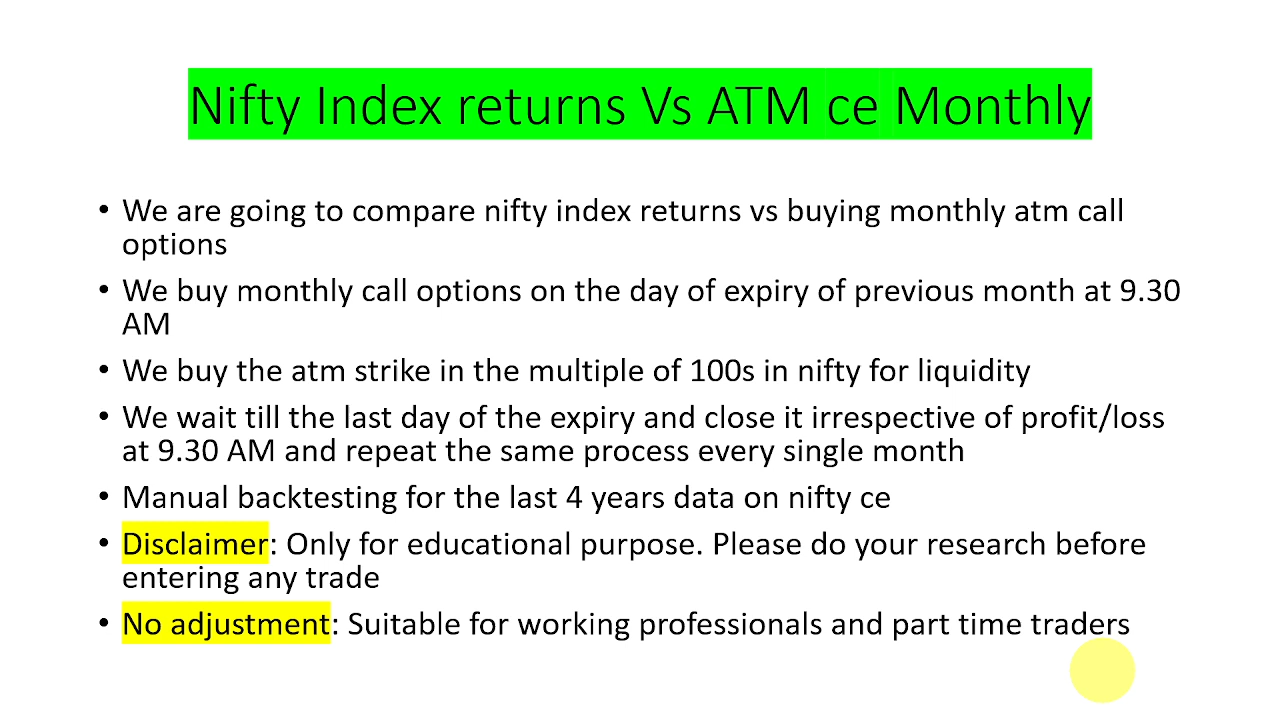 Nifty Index returns Vs ATM ce Monthly
• We are going to compare nifty index returns vs buying monthly atm call
options
• We buy monthly call options on the day of expiry of previous month at 9.30
AM
• We buy the atm strike in the multiple of 100s in nifty for liquidity
• We wait till the last day of the expiry and close it irrespective of profit/loss
at 9.30 AM and repeat the same process every single month
• Manual backtesting for the last 4 years data on nifty ce
• Disclaimer: Only for educational purpose. Please do your research before
entering any trade
• No adjustment: Suitable for working professionals and part time traders